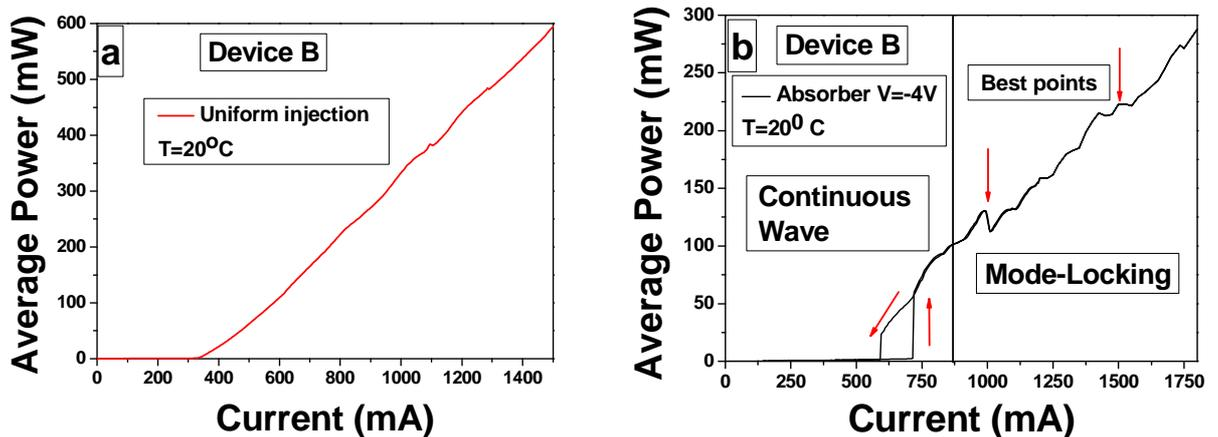 a
Device B
Uniform injection
T=20°C
Average Power (mW)
600
500
400
300
200
100
0
0 200 400 600 800 1000 1200 1400
Current (mA)
b
Device B
Absorber V=-4V
T=20⁰ C
Best points
Continuous
Wave
Mode-Locking
Average Power (mW)
300
250
200
150
100
50
0
0 250 500 750 1000 1250 1500 1750
Current (mA)